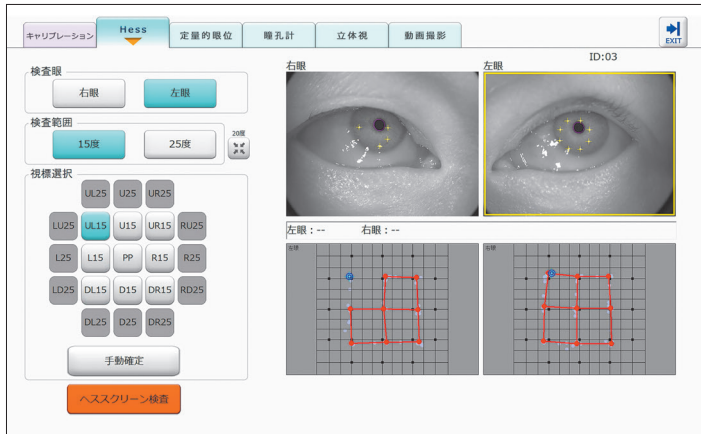 キャリブレーション
Hess
定量的眼位
瞳孔計
立体視
動画撮影
EXIT
ID:03
検査眼
右眼
左眼
検査範囲
15度
25度
20度
視標選択
UL25 U25 UR25
LU25 UL15 U15 UR15 RU25
L25 L15 PP R15 R25
LD25 DL15 D15 DR15 RD25
DL25 D25 DR25
手動確定
ヘススクリーン検査
右眼
左眼
左眼：-- 右眼：--